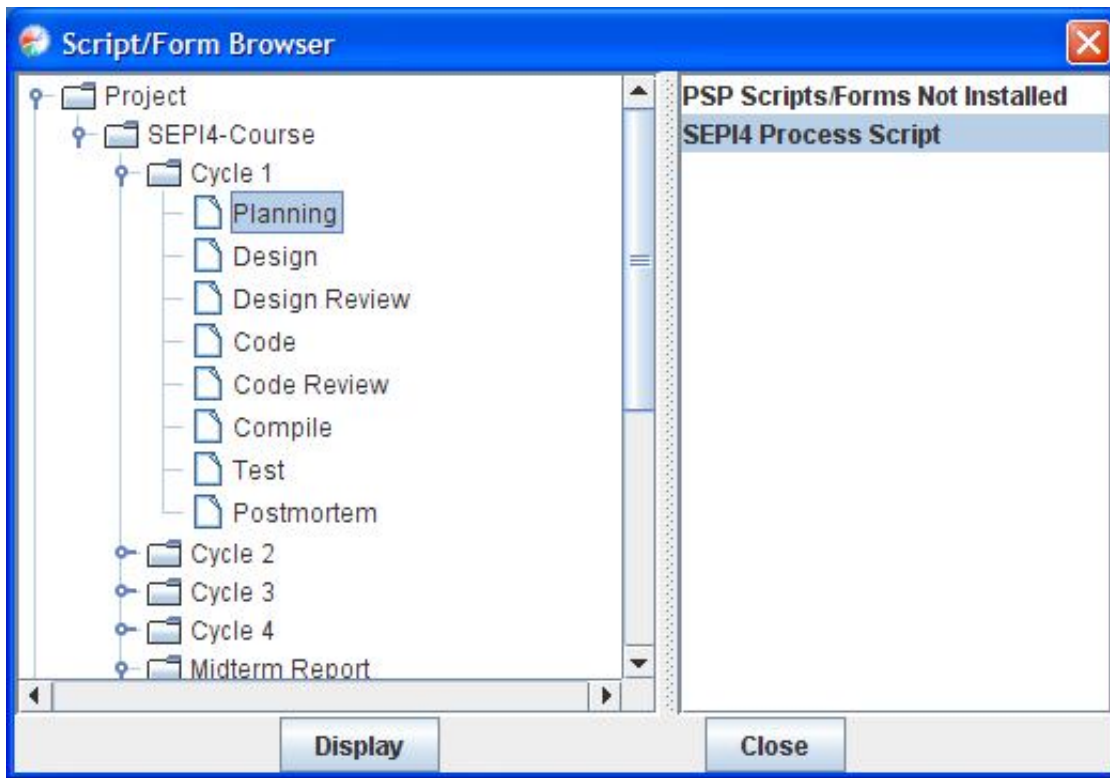 Script/Form Browser
Project
SEPI4-Course
Cycle 1
Planning
Design
Design Review
Code
Code Review
Compile
Test
Postmortem
Cycle 2
Cycle 3
Cycle 4
Midterm Report
PSP Scripts/Forms Not Installed
SEPI4 Process Script
Display
Close